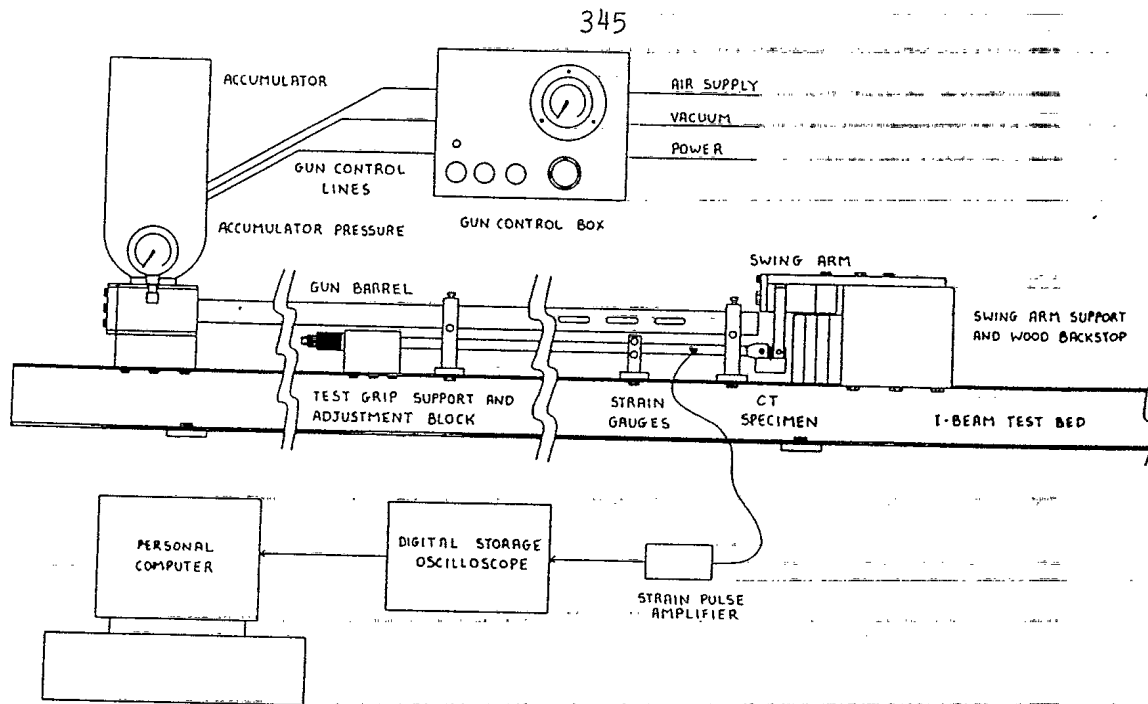 345
ACCUMULATOR
AIR SUPPLY
VACUUM
POWER
GUN CONTROL
LINES
GUN CONTROL BOX
ACCUMULATOR PRESSURE
SWING ARM
GUN BARREL
SWING ARM SUPPORT
AND WOOD BACKSTOP
TEST GRIP SUPPORT AND
ADJUSTMENT BLOCK
STRAIN
GAUGES
CT
SPECIMEN
I-BEAM TEST BED
PERSONAL
COMPUTER
DIGITAL STORAGE
OSCILLOSCOPE
STRAIN PULSE
AMPLIFIER